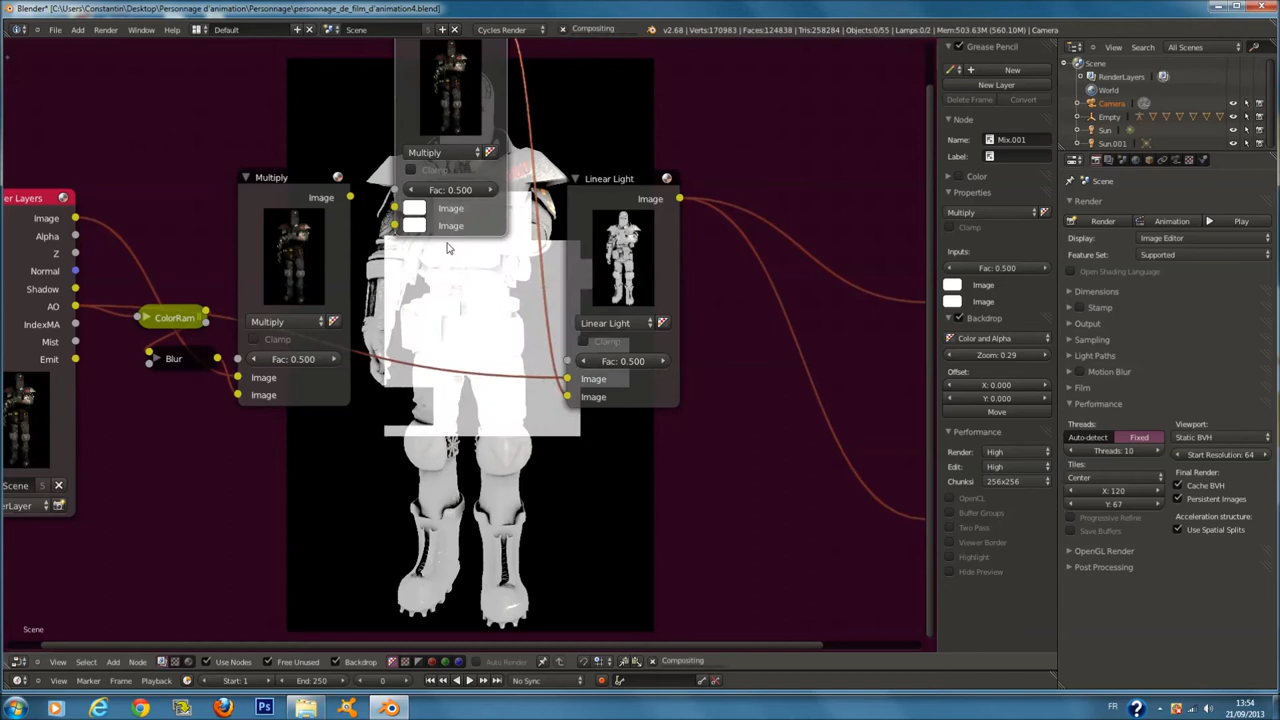 Blender* [C:\Users\Constantin\Desktop\Personnage d'animation\Personnage\personnage_de_film_d'animation4.blend]
File Add Render Window Help
Default
Scene 5
Cycles Render
Compositing
v2.68 | Verts:170983 | Faces:124838 | Tris:258284 | Objects:0/55 | Lamps:0/2 | Mem:503.63M (560.10M) | Camera
Multiply
Clamp
Fac: 0.500
Image
Image
er Layers
Image
Alpha
Z
Normal
Shadow
AO
IndexMA
Mist
Emit
Scene 5
erLayer
ColorRam
Blur
Multiply
Image
Multiply
Clamp
Fac: 0.500
Image
Image
Linear Light
Image
Linear Light
Clamp
Fac: 0.500
Image
Image
Scene
Grease Pencil
New
New Layer
Delete Frame Convert
Node
Name: Mix.001
Label:
Color
Properties
Multiply
Clamp
Inputs:
Fac: 0.500
Image
Image
Backdrop
Color and Alpha
Zoom: 0.29
Offset:
X: 0.000
Y: 0.000
Move
Performance
Render: High
Edit: High
Chunksi 256x256
OpenCL
Buffer Groups
Two Pass
Viewer Border
Highlight
Hide Preview
View Search All Scenes
Scene
RenderLayers
World
Camera
Empty
Sun
Sun.001
Scene
Render
Render Animation Play
Display: Image Editor
Feature Set: Supported
Open Shading Language
Dimensions
Stamp
Output
Sampling
Light Paths
Motion Blur
Film
Performance
Threads: Viewport:
Auto-detect Fixed Static BVH
Threads: 10 Start Resolution: 64
Tiles: Final Render:
Center Cache BVH
X: 120 Persistent Images
Y: 67 Acceleration structure:
Progressive Refine Use Spatial Splits
Save Buffers
OpenGL Render
Post Processing
View Select Add Node Use Nodes Free Unused Backdrop Auto Render Compositing
View Marker Frame Playback Start: 1 End: 250 0 No Sync
Ps
FR
13:54
21/09/2013